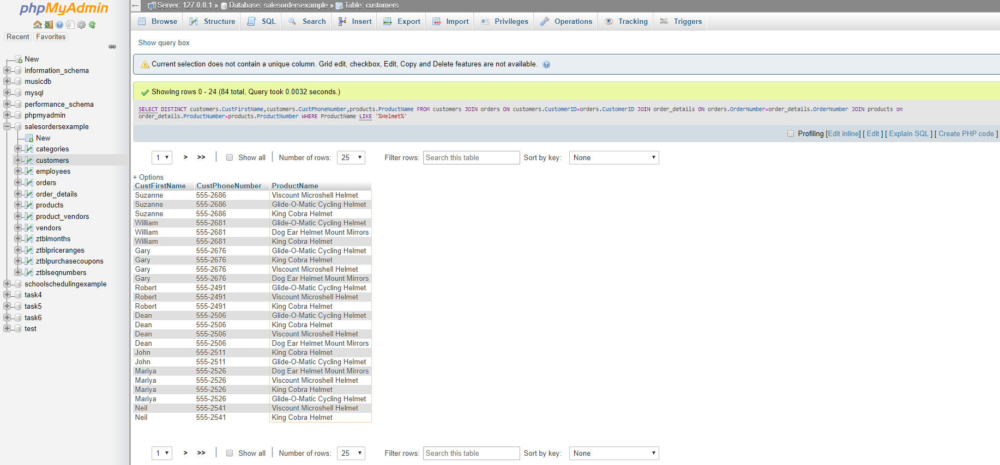 phpMyAdmin
Recent Favorites
New
information_schema
musicdb
mysql
performance_schema
phpmyadmin
salesordersexample
New
categories
customers
employees
orders
order_details
products
product_vendors
vendors
ztblmonths
ztblpriceranges
ztblpurchasecoupons
ztblseqnumbers
schoolschedulingexample
task4
task5
task6
test
Server: 127.0.0.1 » Database: salesordersexample » Table: customers
Browse Structure SQL Search Insert Export Import Privileges Operations Tracking Triggers
Show query box
Current selection does not contain a unique column. Grid edit, checkbox, Edit, Copy and Delete features are not available.
Showing rows 0 - 24 (84 total, Query took 0.0032 seconds.)
SELECT DISTINCT customers.CustFirstName,customers.CustPhoneNumber,products.ProductName FROM customers JOIN orders ON customers.CustomerID=orders.CustomerID JOIN order_details ON orders.OrderNumber=order_details.OrderNumber JOIN products on
order_details.ProductNumber=products.ProductNumber WHERE ProductName LIKE '%Helmet%'
Profiling [Edit inline] [ Edit ] [ Explain SQL ] [ Create PHP code ]
1 > >> Show all Number of rows: 25 Filter rows: Search this table Sort by key: None
+ Options
CustFirstName CustPhoneNumber ProductName
Suzanne 555-2686 Viscount Microshell Helmet
Suzanne 555-2686 Glide-O-Matic Cycling Helmet
Suzanne 555-2686 King Cobra Helmet
William 555-2681 Glide-O-Matic Cycling Helmet
William 555-2681 Dog Ear Helmet Mount Mirrors
William 555-2681 King Cobra Helmet
Gary 555-2676 Glide-O-Matic Cycling Helmet
Gary 555-2676 King Cobra Helmet
Gary 555-2676 Viscount Microshell Helmet
Gary 555-2676 Dog Ear Helmet Mount Mirrors
Robert 555-2491 Glide-O-Matic Cycling Helmet
Robert 555-2491 Viscount Microshell Helmet
Robert 555-2491 King Cobra Helmet
Dean 555-2506 Glide-O-Matic Cycling Helmet
Dean 555-2506 King Cobra Helmet
Dean 555-2506 Viscount Microshell Helmet
Dean 555-2506 Dog Ear Helmet Mount Mirrors
John 555-2511 King Cobra Helmet
John 555-2511 Glide-O-Matic Cycling Helmet
Mariya 555-2526 Dog Ear Helmet Mount Mirrors
Mariya 555-2526 Viscount Microshell Helmet
Mariya 555-2526 King Cobra Helmet
Mariya 555-2526 Glide-O-Matic Cycling Helmet
Neil 555-2541 Viscount Microshell Helmet
Neil 555-2541 King Cobra Helmet
1 > >> Show all Number of rows: 25 Filter rows: Search this table Sort by key: None